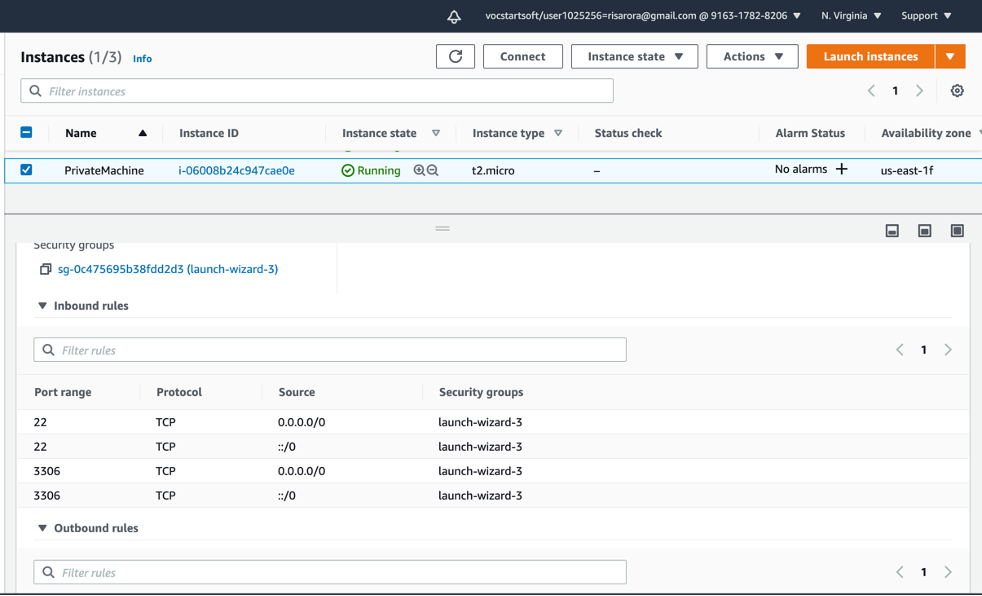 vocstartsoft/user1025256=risarora@gmail.com @ 9163-1782-8206 N. Virginia Support
Instances (1/3) Info Connect Instance state Actions Launch instances
Filter instances 1
Name Instance ID Instance state Instance type Status check Alarm Status Availability zone
PrivateMachine i-06008b24c947cae0e Running t2.micro – No alarms + us-east-1f
Security groups
sg-0c475695b38fdd2d3 (launch-wizard-3)
Inbound rules
Filter rules 1
Port range Protocol Source Security groups
22 TCP 0.0.0.0/0 launch-wizard-3
22 TCP ::/0 launch-wizard-3
3306 TCP 0.0.0.0/0 launch-wizard-3
3306 TCP ::/0 launch-wizard-3
Outbound rules
Filter rules 1